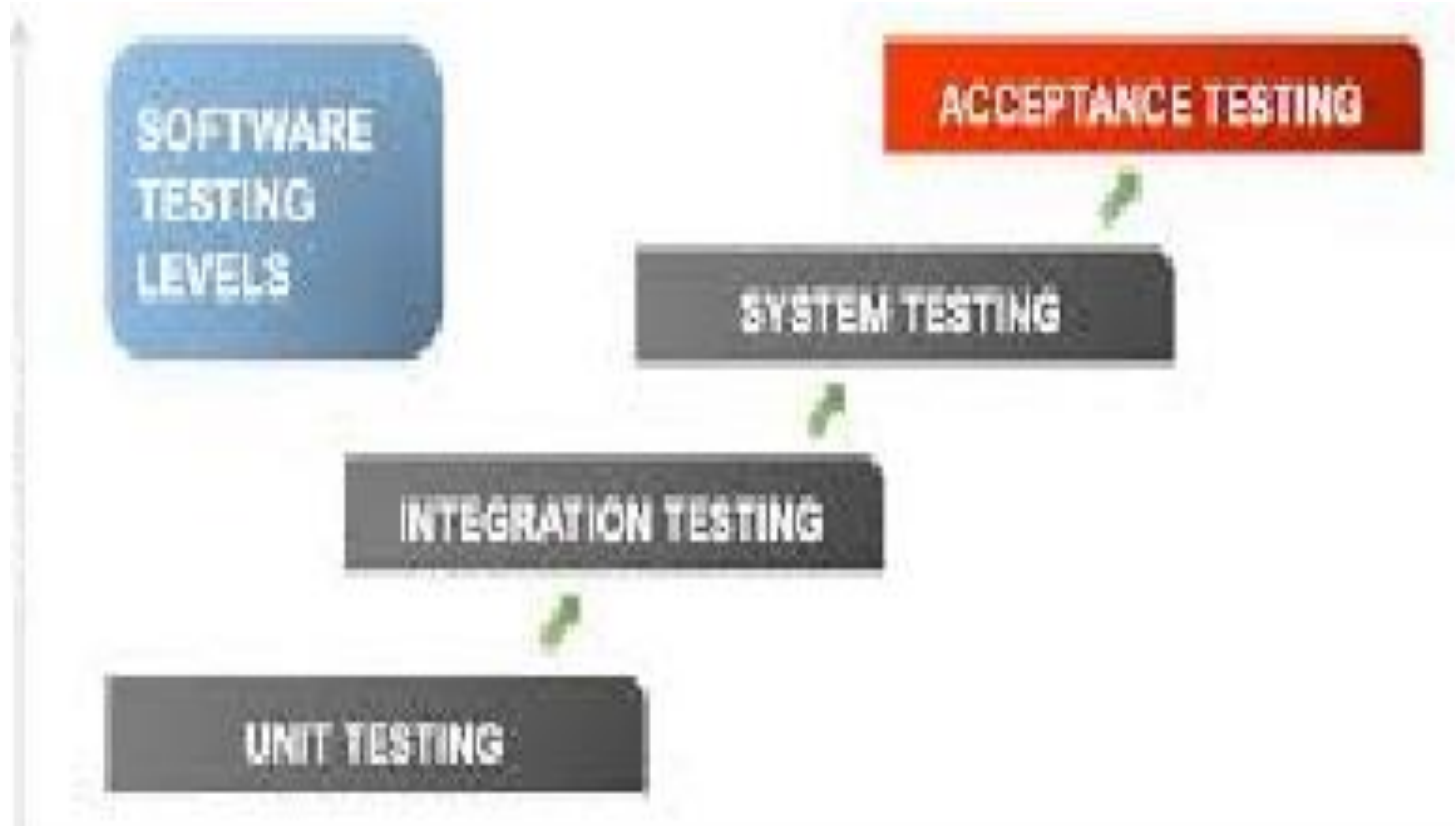 SOFTWARE
TESTING
LEVELS
ACCEPTANCE TESTING
SYSTEM TESTING
INTEGRATION TESTING
UNIT TESTING